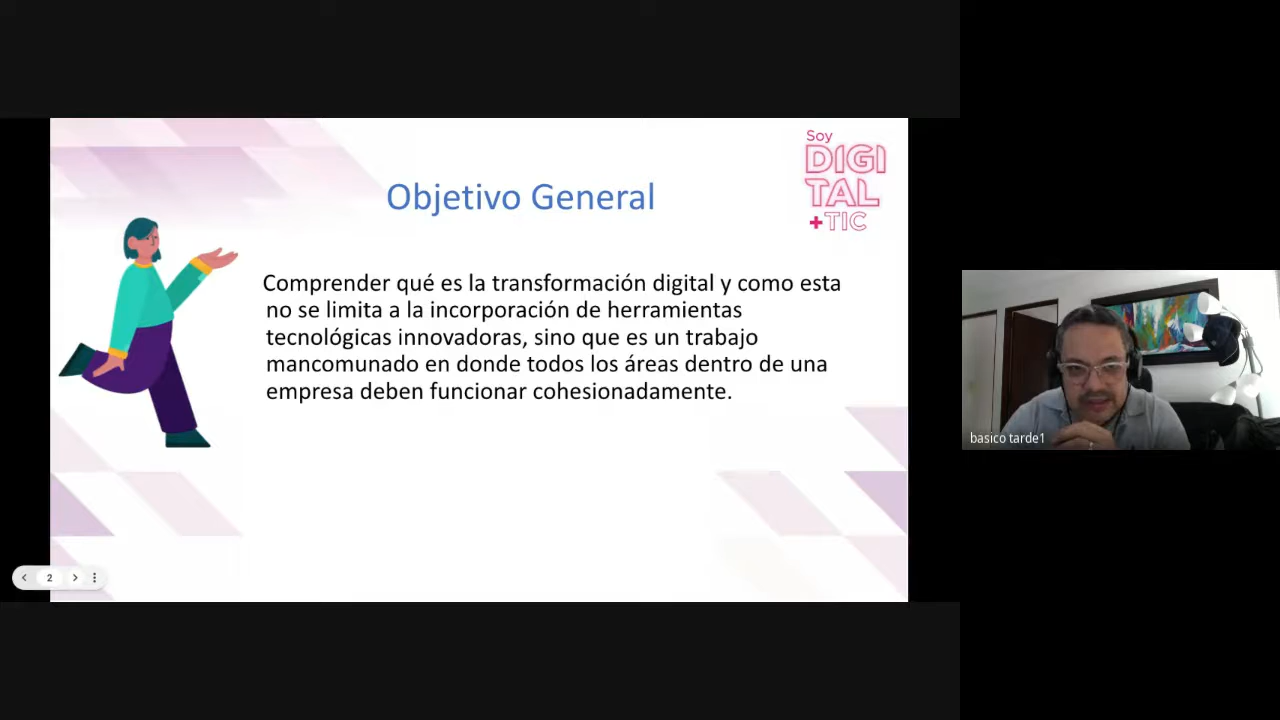 Soy
DIGI
TAL
+TIC
Objetivo General
Comprender qué es la transformación digital y como esta
no se limita a la incorporación de herramientas
tecnológicas innovadoras, sino que es un trabajo
mancomunado en donde todos los áreas dentro de una
empresa deben funcionar cohesionadamente.
basico tarde1
2